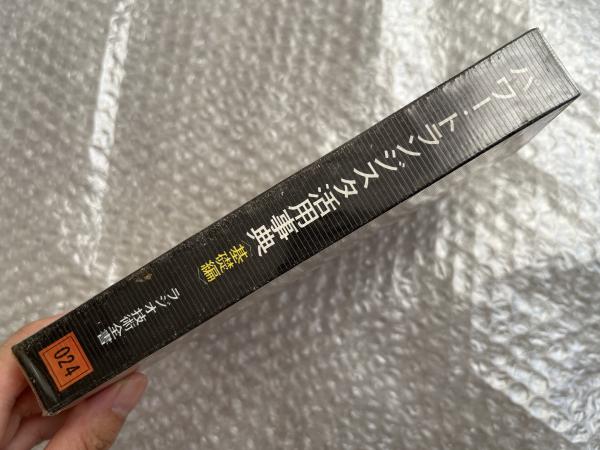 パワー・トランジスタ活用事典
〈基礎編〉
ラジオ技術全書
024